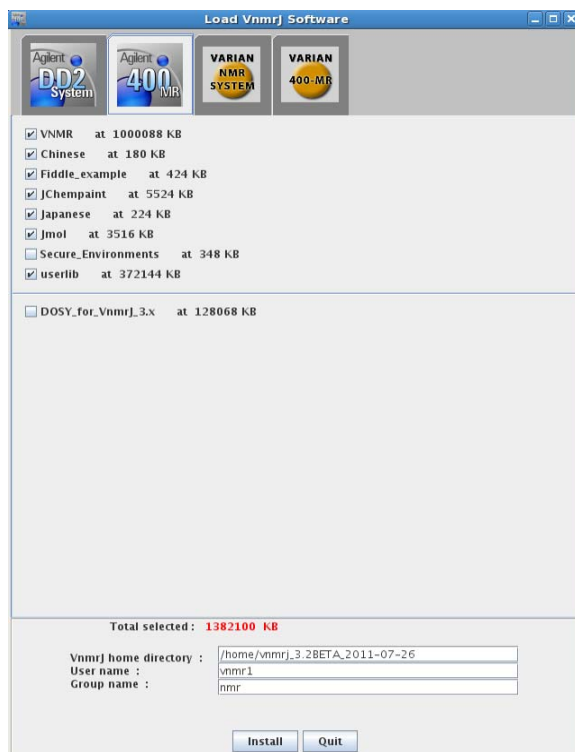 Load VnmrJ Software
Agilent
DD2
System
Agilent
400
MR
VARIAN
NMR
SYSTEM
VARIAN
400-MR
VNMR at 1000088 KB
Chinese at 180 KB
Fiddle_example at 424 KB
JChempaint at 5524 KB
Japanese at 224 KB
Jmol at 3516 KB
Secure_Environments at 348 KB
userlib at 372144 KB
DOSY_for_VnmrJ_3.x at 128068 KB
Total selected: 1382100 KB
VnmrJ home directory : /home/vnmrj_3.2BETA_2011-07-26
User name : vnmr1
Group name : nmr
Install Quit